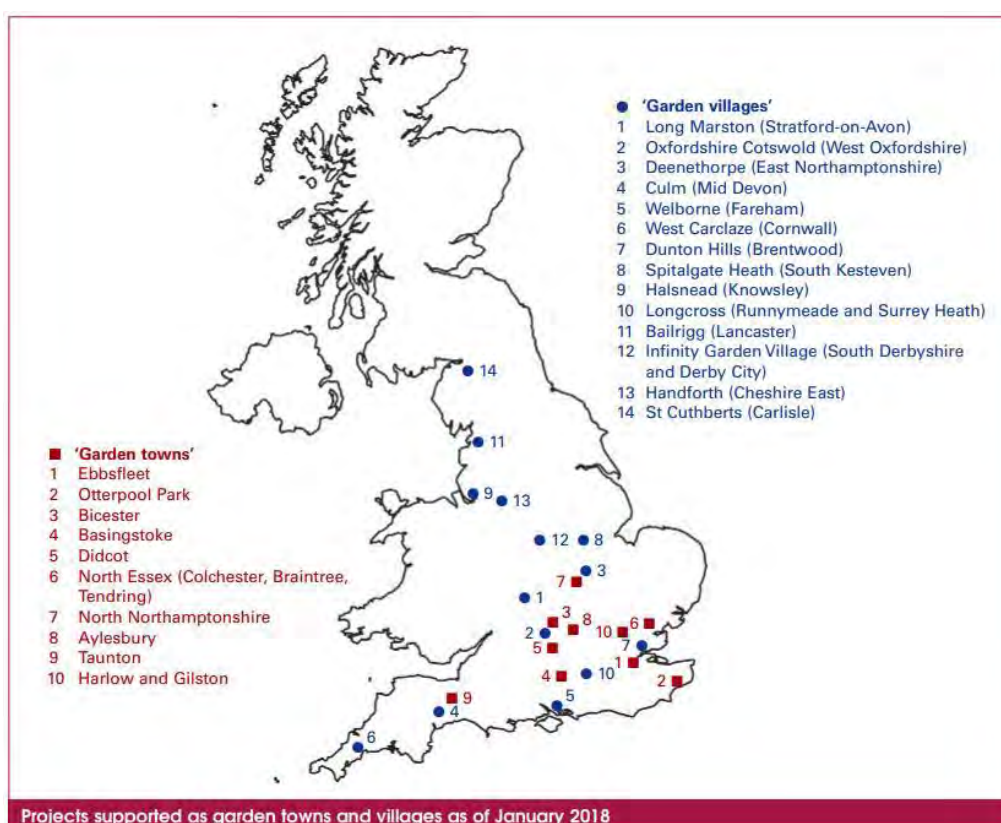 'Garden villages'
1 Long Marston (Stratford-on-Avon)
2 Oxfordshire Cotswold (West Oxfordshire)
3 Deenethorpe (East Northamptonshire)
4 Culm (Mid Devon)
5 Welborne (Fareham)
6 West Carclaze (Cornwall)
7 Dunton Hills (Brentwood)
8 Spitalgate Heath (South Kesteven)
9 Halsnead (Knowsley)
10 Longcross (Runnymeade and Surrey Heath)
11 Bailrigg (Lancaster)
12 Infinity Garden Village (South Derbyshire
and Derby City)
13 Handforth (Cheshire East)
14 St Cuthberts (Carlisle)
'Garden towns'
1 Ebbsfleet
2 Otterpool Park
3 Bicester
4 Basingstoke
5 Didcot
6 North Essex (Colchester, Braintree,
Tendring)
7 North Northamptonshire
8 Aylesbury
9 Taunton
10 Harlow and Gilston
14
11
9
13
12 8
3
7
1
3 8
10 6
2
7
5
1
4 10
2
9
5
4
6
Projects supported as garden towns and villages as of January 2018